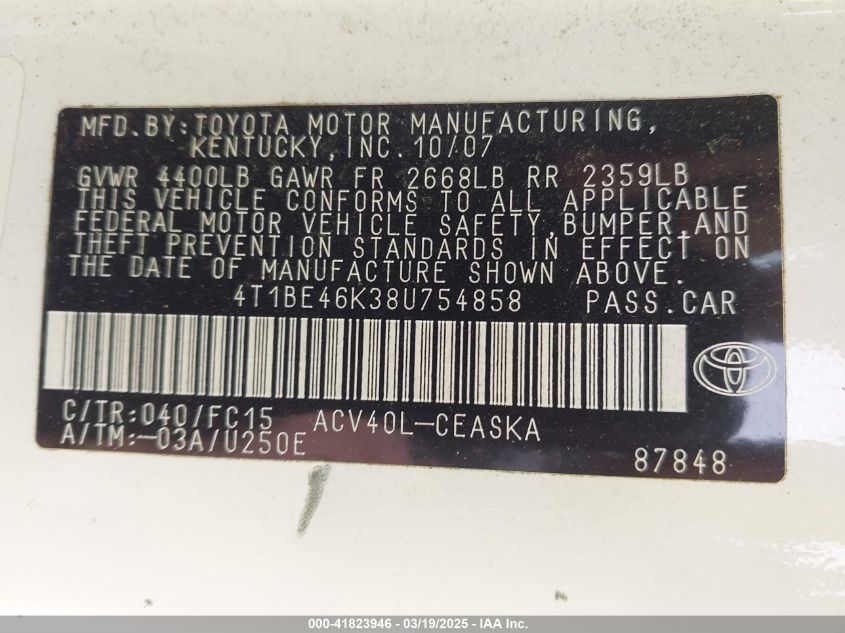 MFD.BY:TOYOTA MOTOR MANUFACTURING,
KENTUCKY,INC.10/07
GVWR 4400LB GAWR FR 2668LB RR 2359LB
THIS VEHICLE CONFORMS TO ALL APPLICABLE
FEDERAL MOTOR VEHICLE SAFETY,BUMPER,AND
THEFT PREVENTION STANDARDS IN EFFECT ON
THE DATE OF MANUFACTURE SHOWN ABOVE.
4T1BE46K38U754858 PASS.CAR
C/TR:040/FC15 ACV40L-CEASKA
A/TM:-03A/U250E
87848
000-41823946 - 03/19/2025 - IAA Inc.